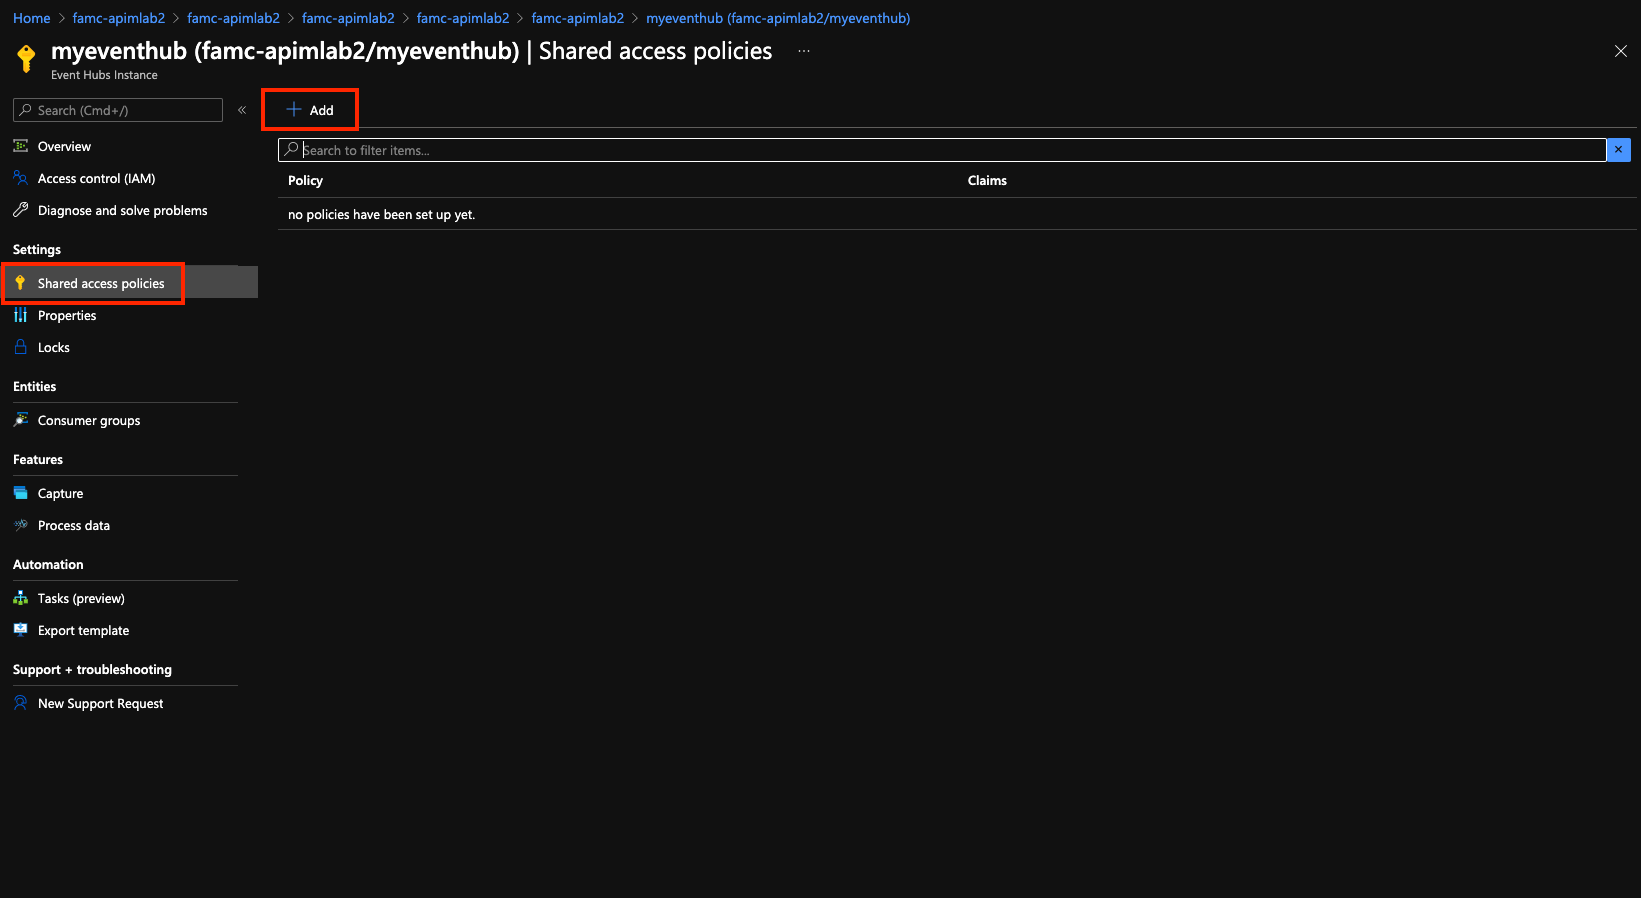 Home > famc-apimlab2 > famc-apimlab2 > famc-apimlab2 > famc-apimlab2 > famc-apimlab2 > myeventhub (famc-apimlab2/myeventhub)
myeventhub (famc-apimlab2/myeventhub) | Shared access policies ...
Event Hubs Instance
Search (Cmd+/) «
Overview
Access control (IAM)
Diagnose and solve problems
Settings
Shared access policies
Properties
Locks
Entities
Consumer groups
Features
Capture
Process data
Automation
Tasks (preview)
Export template
Support + troubleshooting
New Support Request
+ Add
Search to filter items...
Policy Claims
no policies have been set up yet.